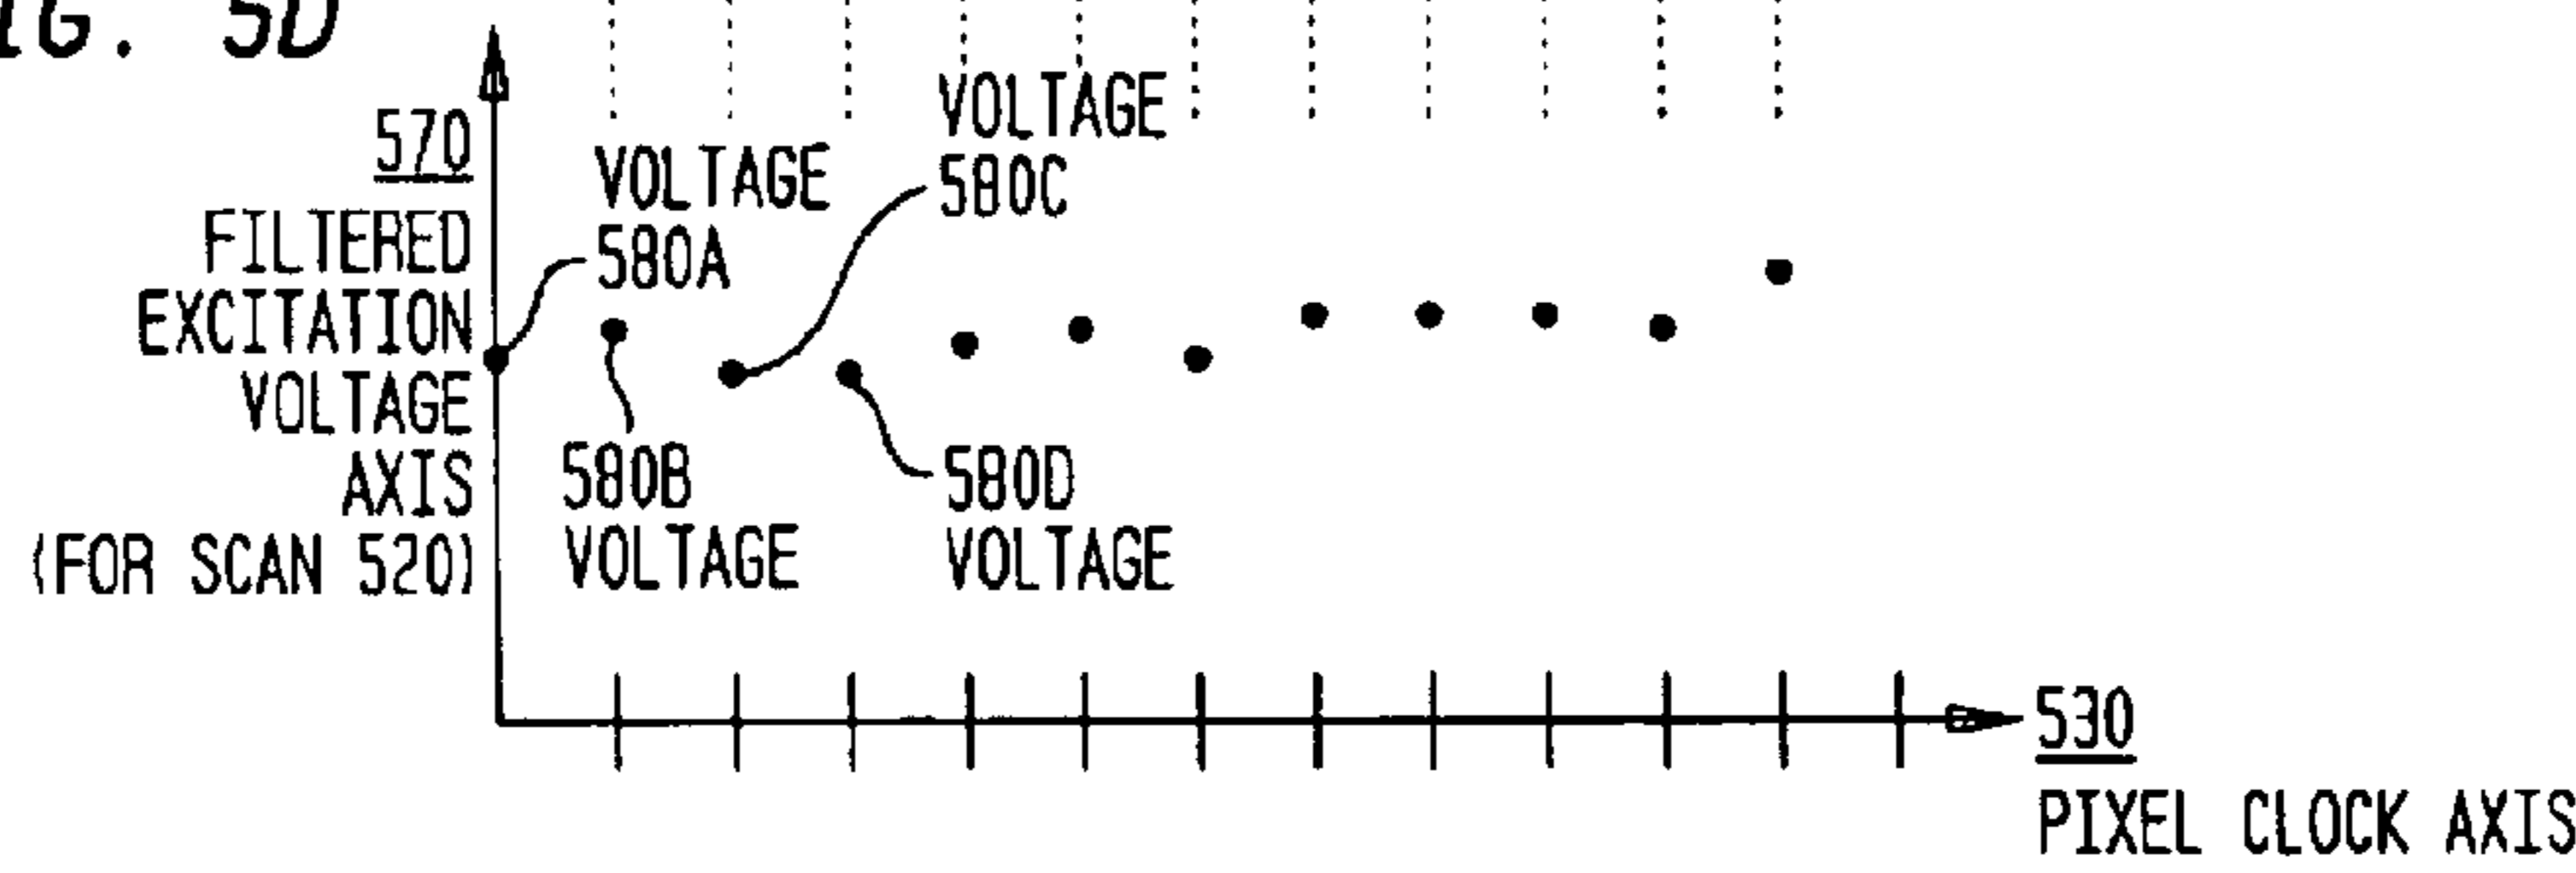 IG. 5D
570
FILTERED
EXCITATION
VOLTAGE
AXIS
(FOR SCAN 520)
VOLTAGE
580A
VOLTAGE
580C
580B
VOLTAGE
580D
VOLTAGE
530
PIXEL CLOCK AXIS